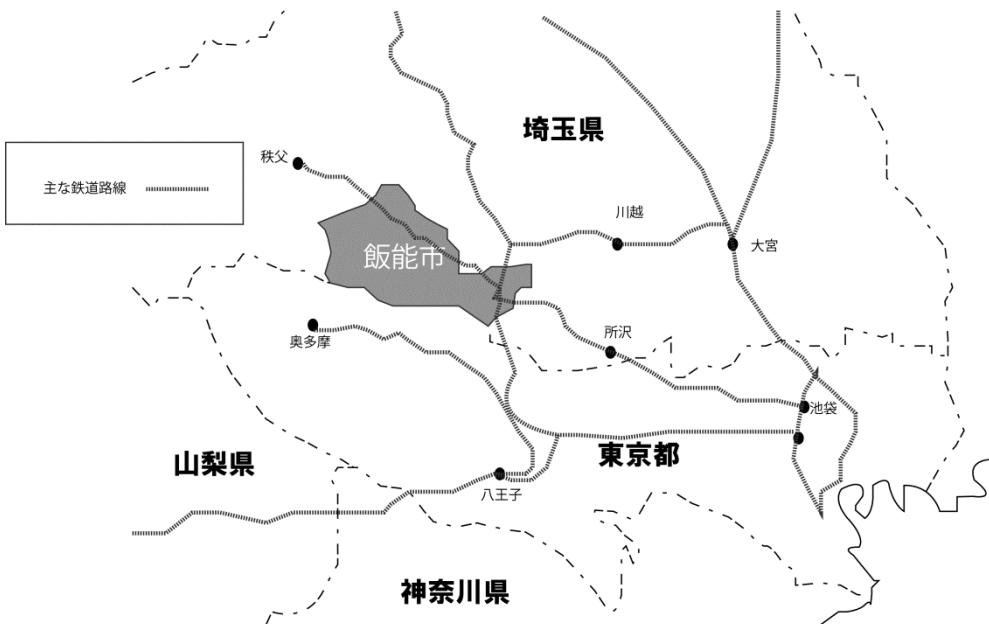 埼玉県
秩父
主な鉄道路線
川越
大宮
飯能市
所沢
奥多摩
池袋
東京都
山梨県
八王子
神奈川県